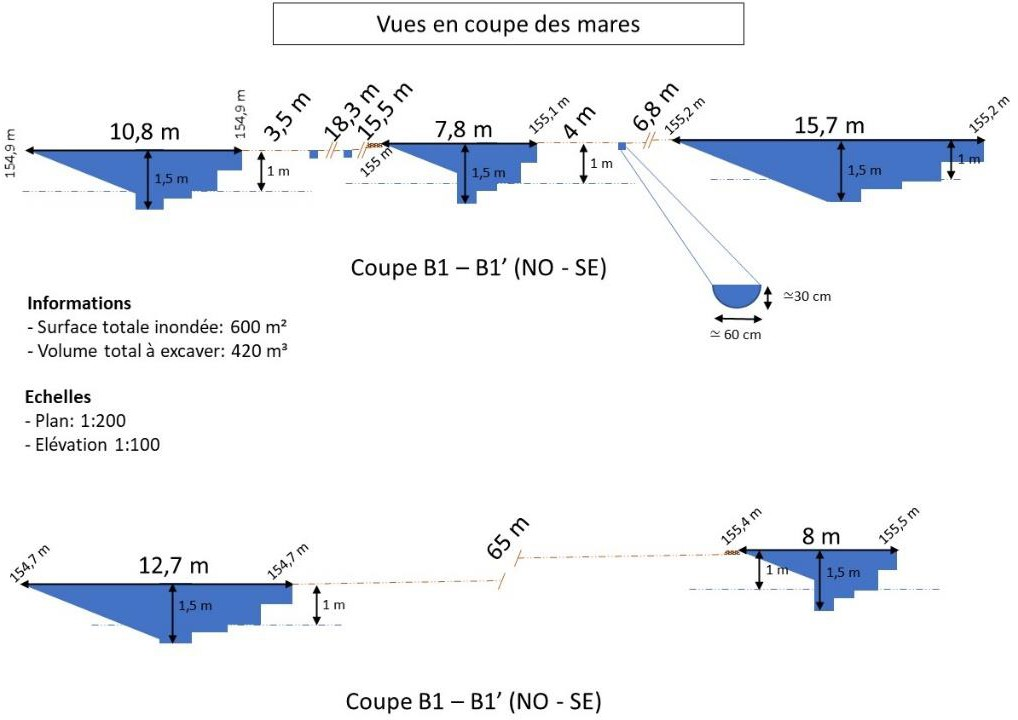 Vues en coupe des mares
154,9 m
10,8 m
154,9 m
3,5 m
18,3 m
15,5 m
155 m
7,8 m
155,1 m
4 m
6,8 m
155,2 m
15,7 m
155,2 m
1,5 m
1 m
1,5 m
1 m
1,5 m
1 m
Coupe B1 – B1’ (NO - SE)
≃30 cm
≃ 60 cm
Informations
- Surface totale inondée: 600 m²
- Volume total à excaver: 420 m³
Echelles
- Plan: 1:200
- Elévation 1:100
154,7 m
12,7 m
154,7 m
65 m
155,4 m
8 m
155,5 m
1,5 m
1 m
1 m
1,5 m
Coupe B1 – B1’ (NO - SE)